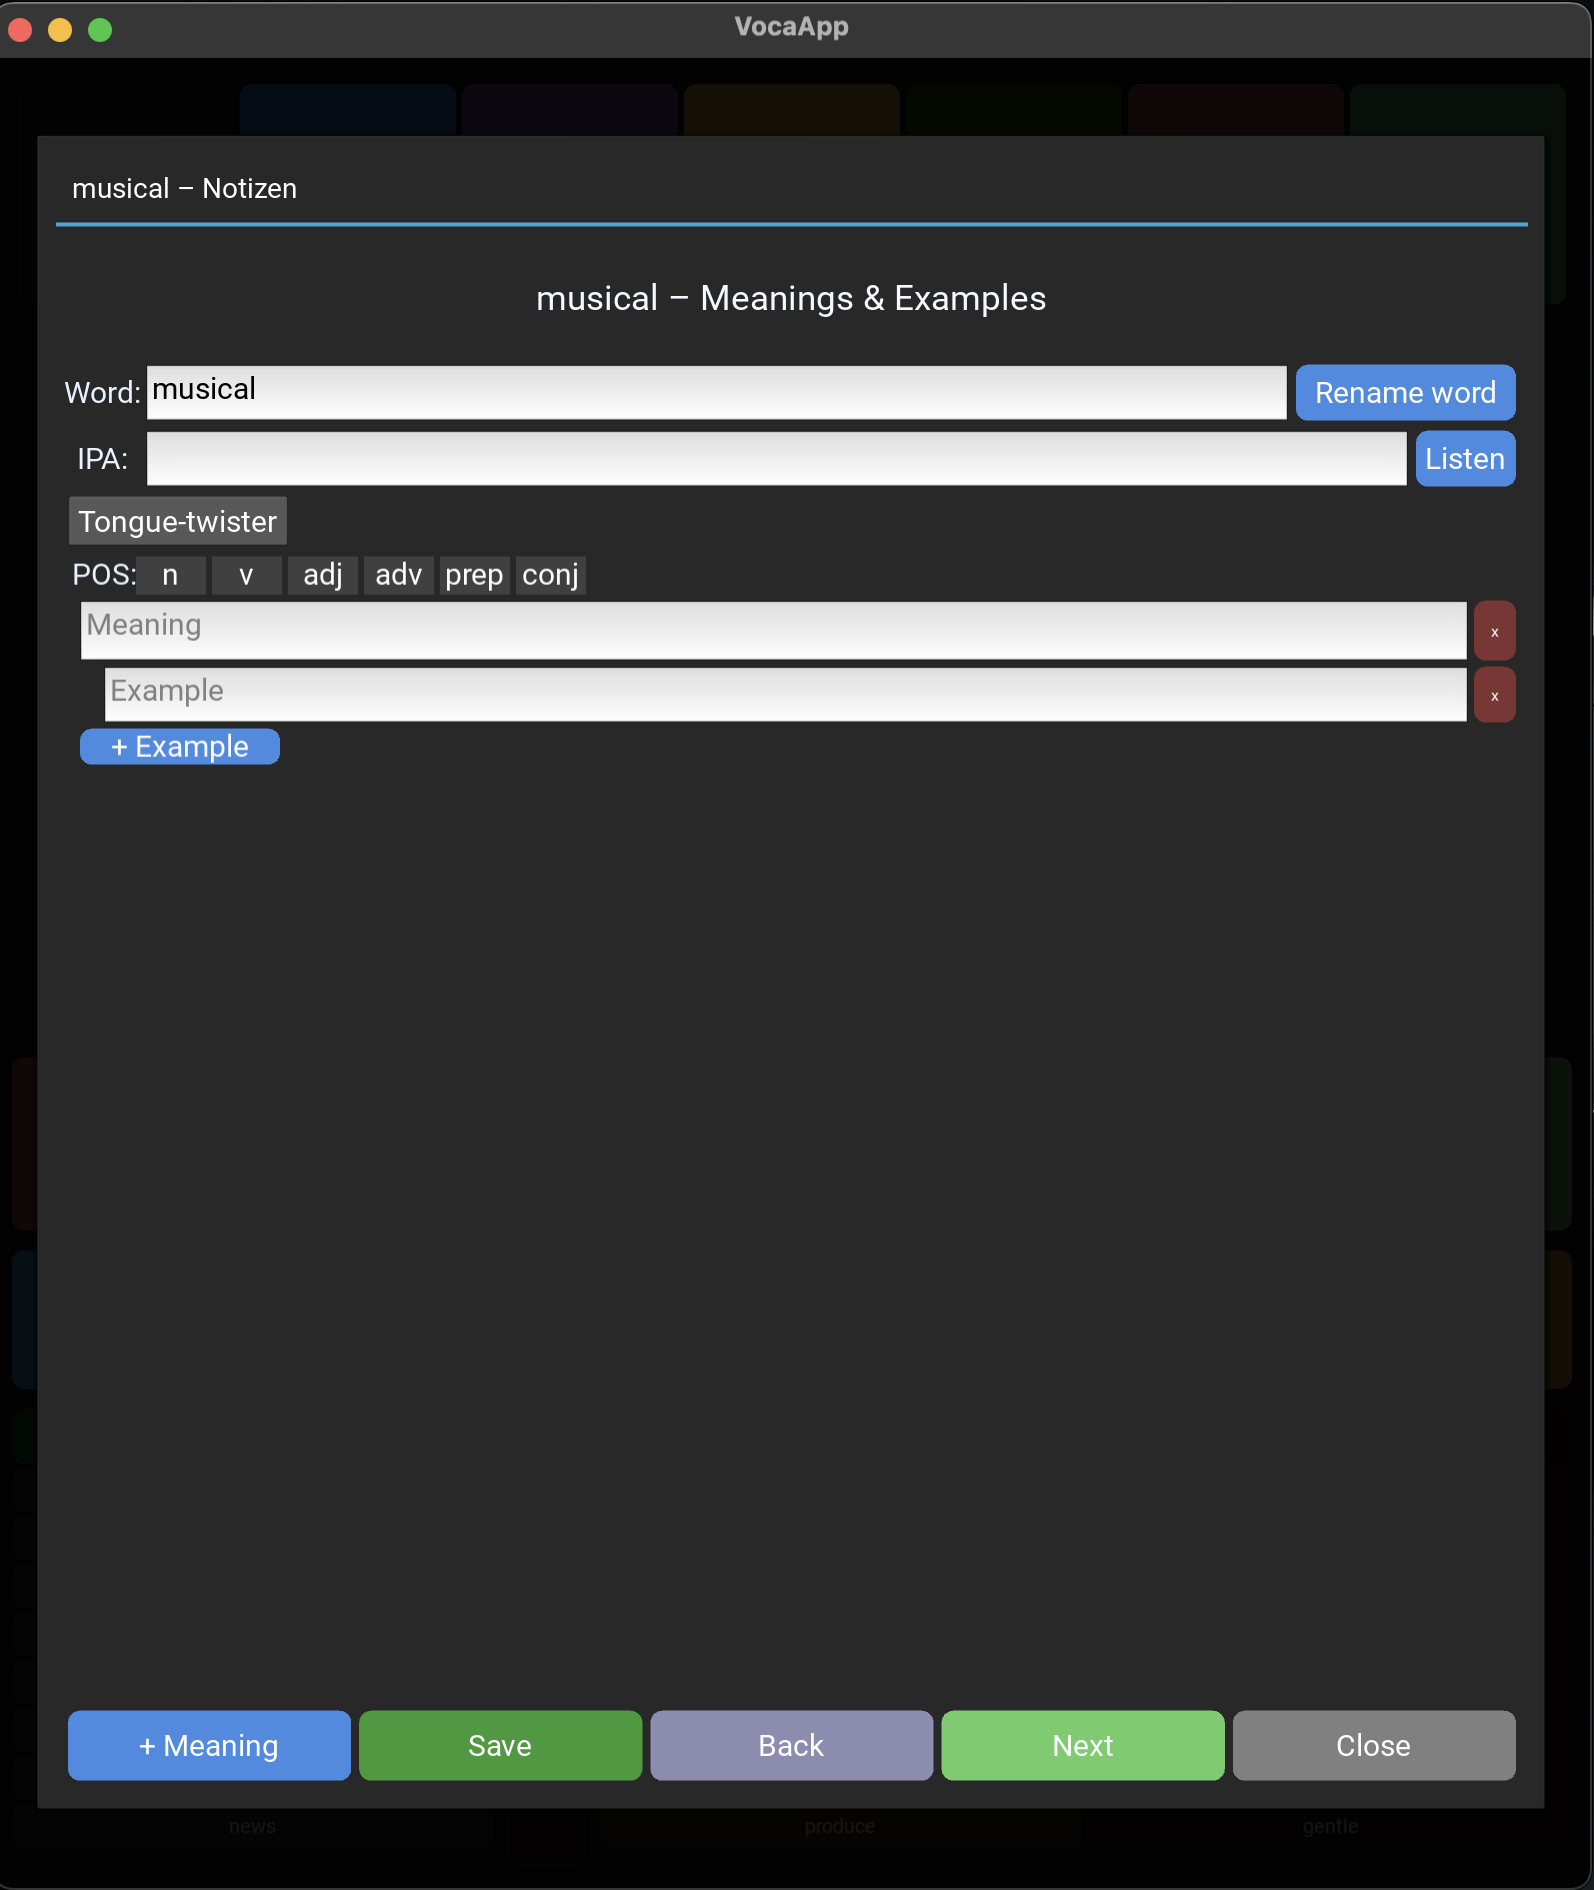 VocaApp
musical – Notizen
musical – Meanings & Examples
Word: musical Rename word
IPA: Listen
Tongue-twister
POS: n v adj adv prep conj
Meaning x
Example x
+ Example
+ Meaning Save Back Next Close
news produce gentle